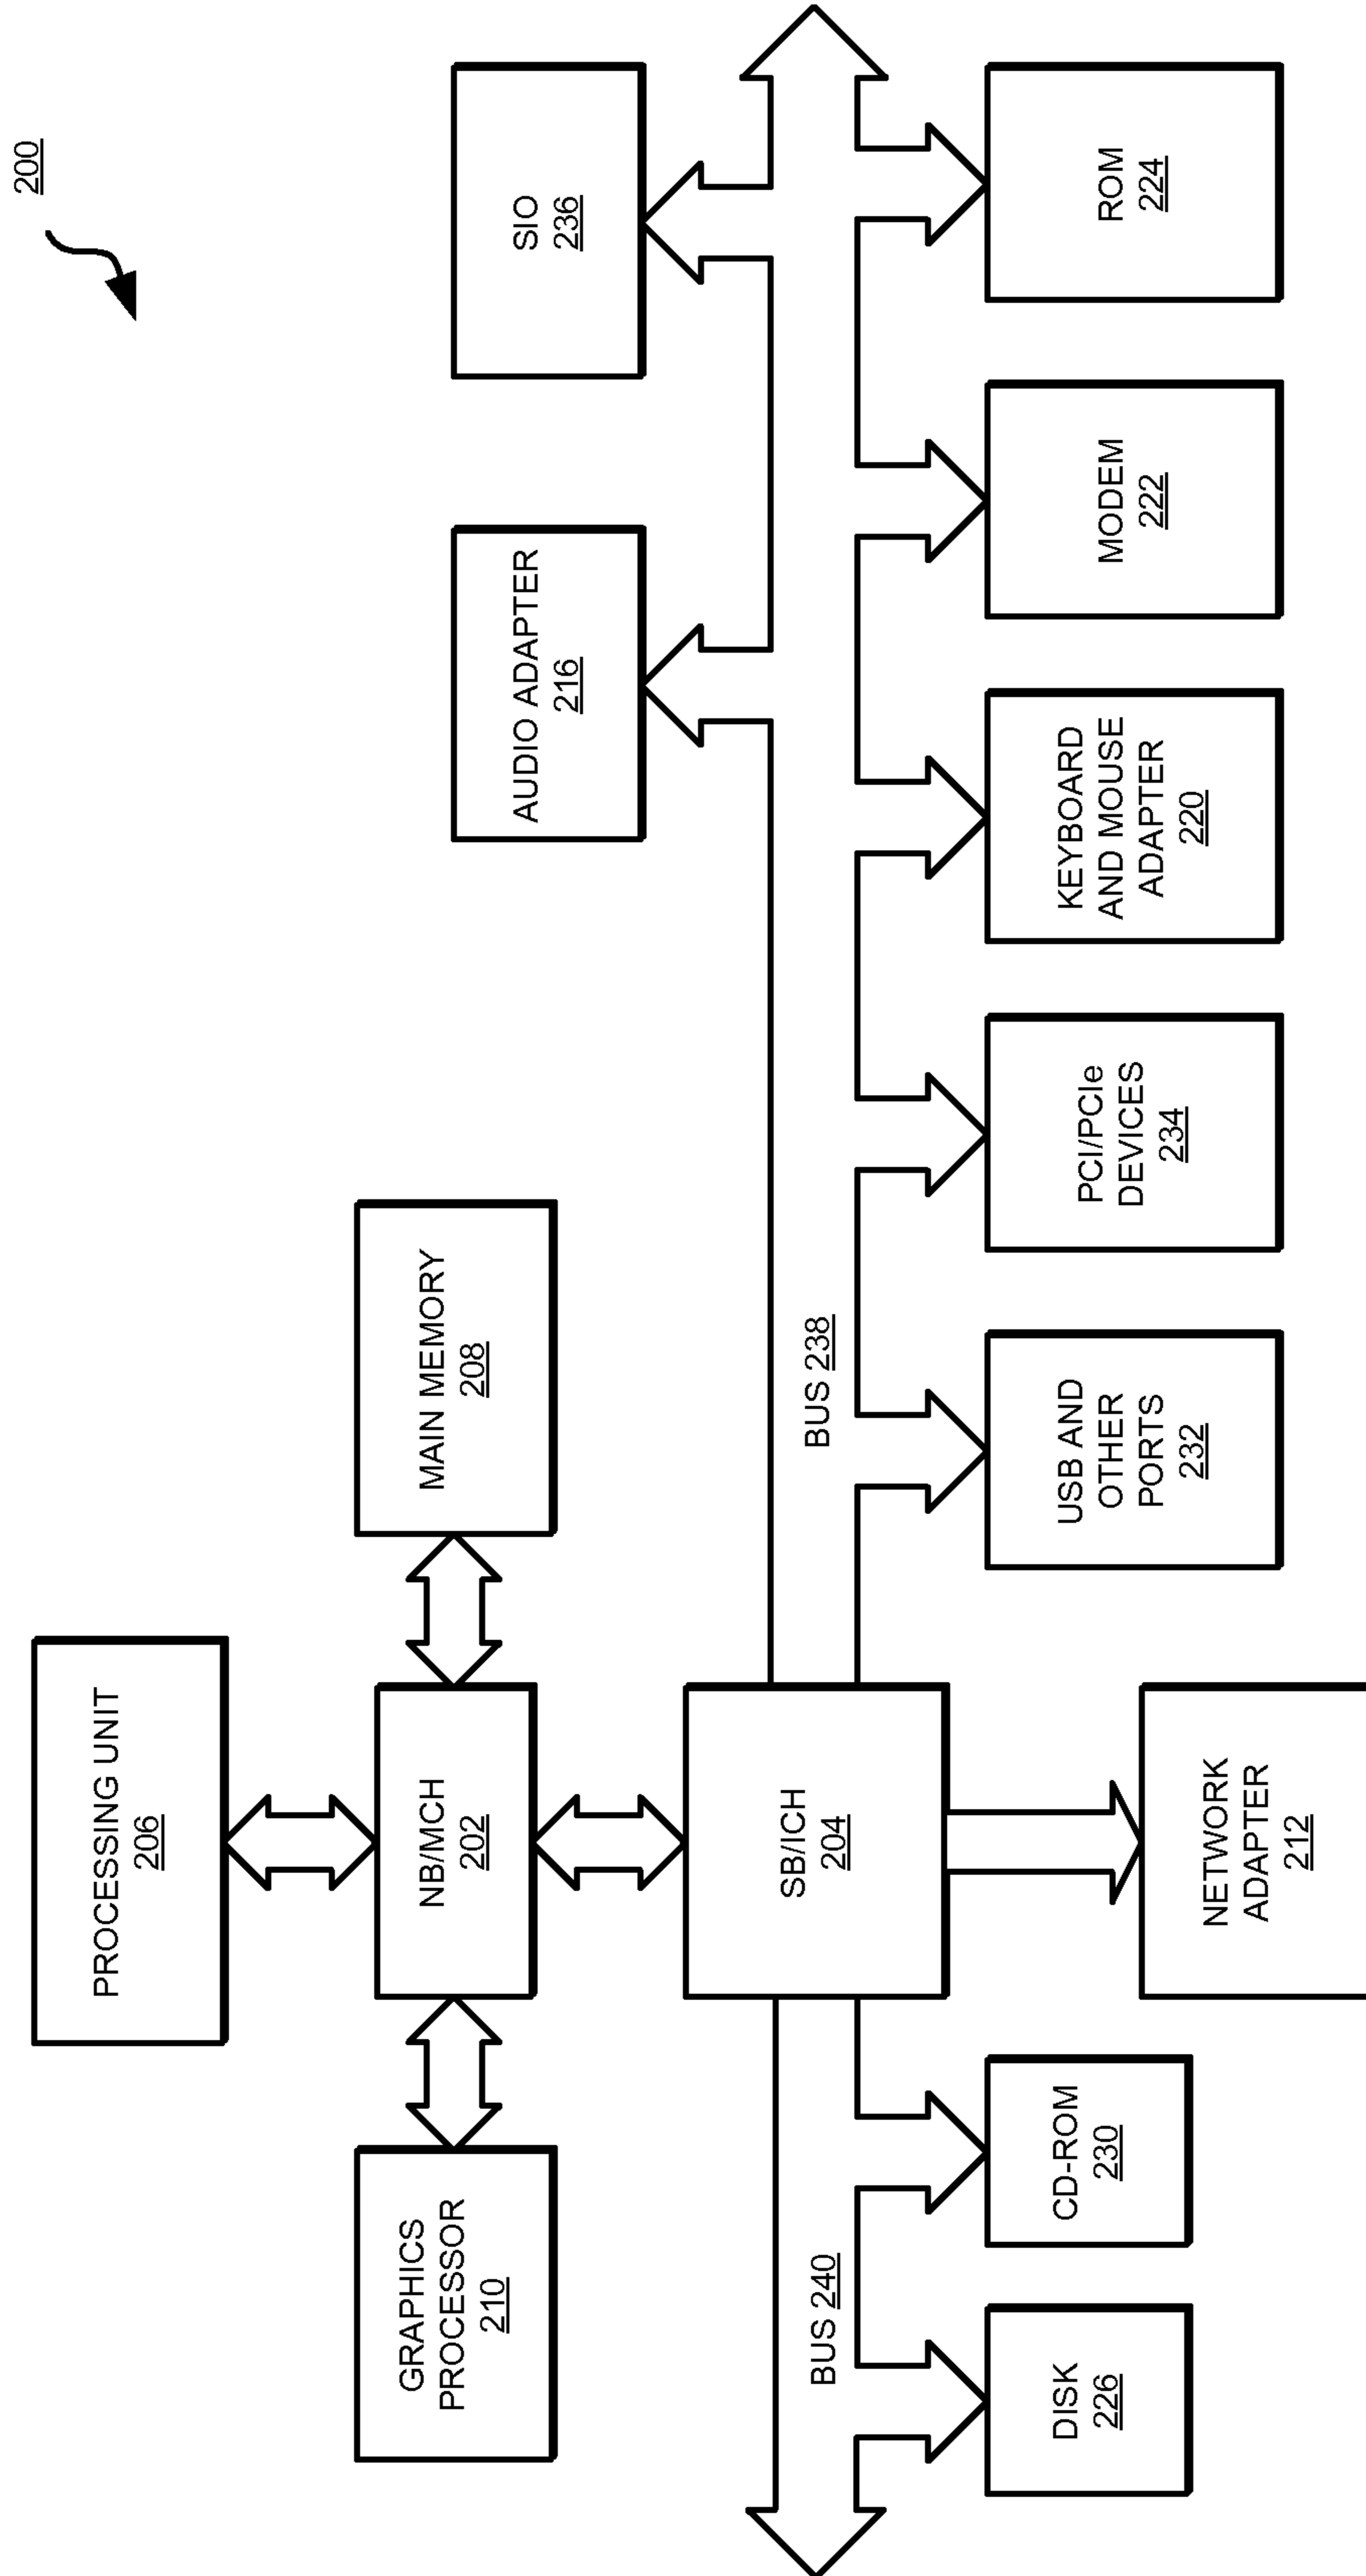 200
PROCESSING UNIT
206
GRAPHICS
PROCESSOR
210
NB/MCH
202
MAIN MEMORY
208
AUDIO ADAPTER
216
SIO
236
SB/ICH
204
BUS 240
BUS 238
DISK
226
CD-ROM
230
USB AND
OTHER
PORTS
232
PCI/PCIe
DEVICES
234
KEYBOARD
AND MOUSE
ADAPTER
220
MODEM
222
ROM
224
NETWORK
ADAPTER
212